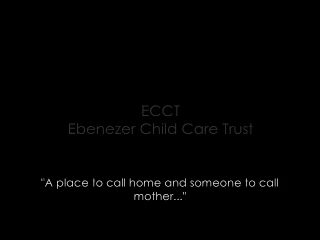 ECCT
Ebenezer Child Care Trust
"A place to call home and someone to call
mother..."